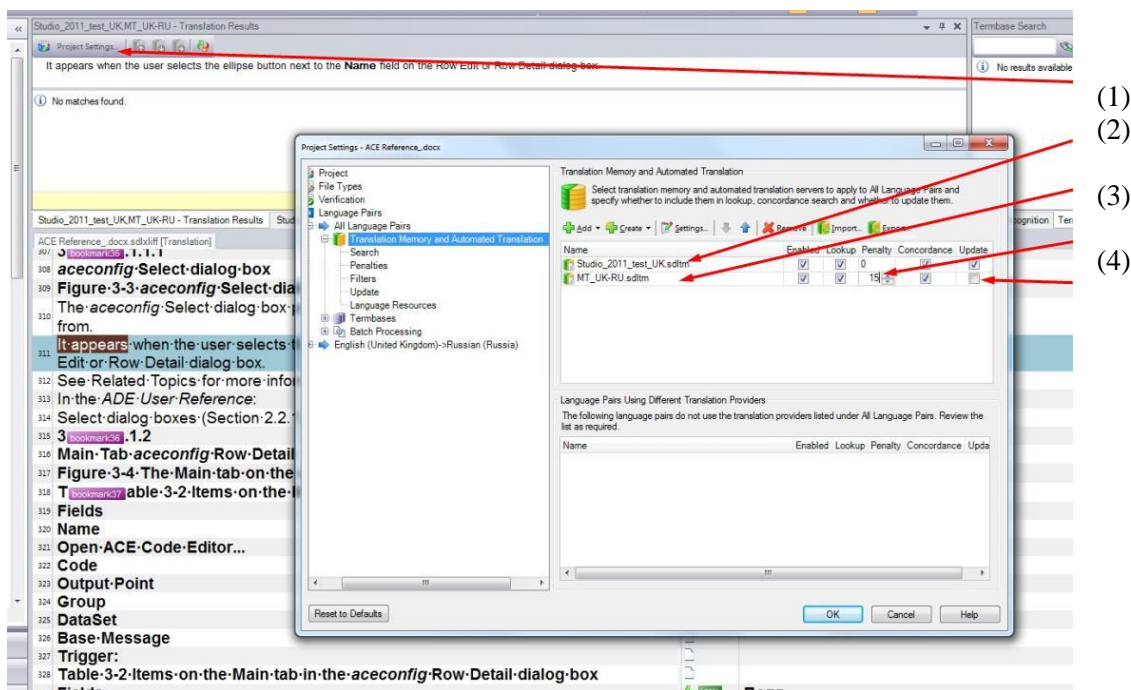 Studio_2011_test_UK,MT_UK-RU - Translation Results
Termbase Search
Project Settings...
It appears when the user selects the ellipse button next to the Name field on the Row Edit or Row Detail dialog box.
No results available
No matches found.
(1)
(2)
(3)
(4)
Project Settings - ACE Reference_.docx
Project
File Types
Verification
Language Pairs
All Language Pairs
Translation Memory and Automated Translation
Search
Penalties
Filters
Update
Language Resources
Termbases
Batch Processing
English (United Kingdom)->Russian (Russia)
Translation Memory and Automated Translation
Select translation memory and automated translation servers to apply to All Language Pairs and
specify whether to include them in lookup, concordance search and whether to update them.
Add Create Settings... Remove Import... Export...
Name Enabled Lookup Penalty Concordance Update
Studio_2011_test_UK.sdltm 0
MT_UK-RU.sdltm 15
Language Pairs Using Different Translation Providers
The following language pairs do not use the translation providers listed under All Language Pairs. Review the
list as required.
Name Enabled Lookup Penalty Concordance Upda
Reset to Defaults
OK Cancel Help
Studio_2011_test_UK,MT_UK-RU - Translation Results
ognition
ACE Reference_.docx.sdlxliff [Translation]
307 3 bookmark35 .1.1.1
308 aceconfig·Select·dialog·box
309 Figure·3-3·aceconfig·Select·dia
310 The·aceconfig·Select·dialog·box
from.
311 It·appears·when·the·user·selects
Edit·or·Row·Detail·dialog·box.
312 See·Related·Topics·for·more·info
313 In·the·ADE·User·Reference:
314 Select·dialog·boxes·(Section·2.2.
315 3 bookmark36 .1.2
316 Main·Tab·aceconfig·Row·Detail
317 Figure·3-4·The·Main·tab·on·the
318 T bookmark37 able·3-2·Items·on·the
319 Fields
320 Name
321 Open·ACE·Code·Editor...
322 Code
323 Output·Point
324 Group
325 DataSet
326 Base·Message
327 Trigger:
328 Table·3-2·Items·on·the·Main·tab·in·the·aceconfig·Row·Detail·dialog·box